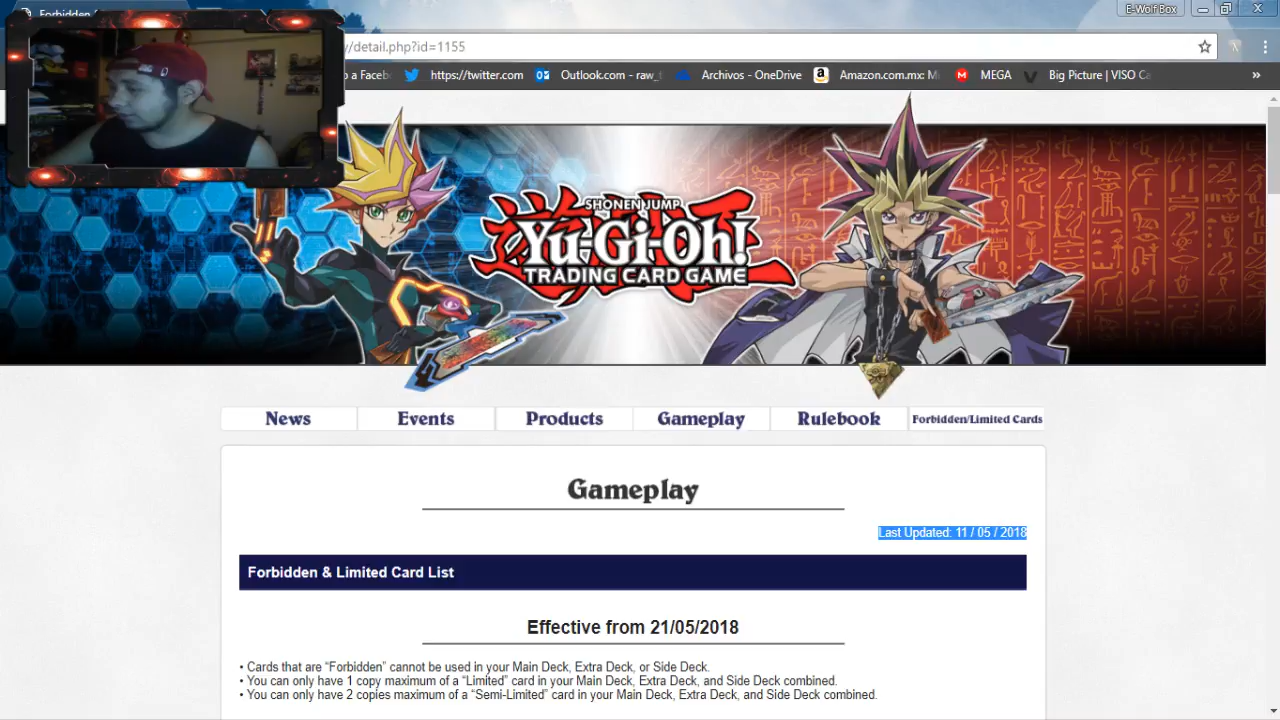 Forbidden
E-Wolf Box
/detail.php?id=1155
https://twitter.com
Outlook.com - raw_
Archivos - OneDrive
Amazon.com.mx: M
MEGA
Big Picture | VISO Ca
»
SHONEN JUMP
Yu-Gi-Oh!
TRADING CARD GAME
News
Events
Products
Gameplay
Rulebook
Forbidden/Limited Cards
Gameplay
Last Updated: 11 / 05 / 2018
Forbidden & Limited Card List
Effective from 21/05/2018
• Cards that are “Forbidden” cannot be used in your Main Deck, Extra Deck, or Side Deck.
• You can only have 1 copy maximum of a “Limited” card in your Main Deck, Extra Deck, and Side Deck combined.
• You can only have 2 copies maximum of a “Semi-Limited” card in your Main Deck, Extra Deck, and Side Deck combined.